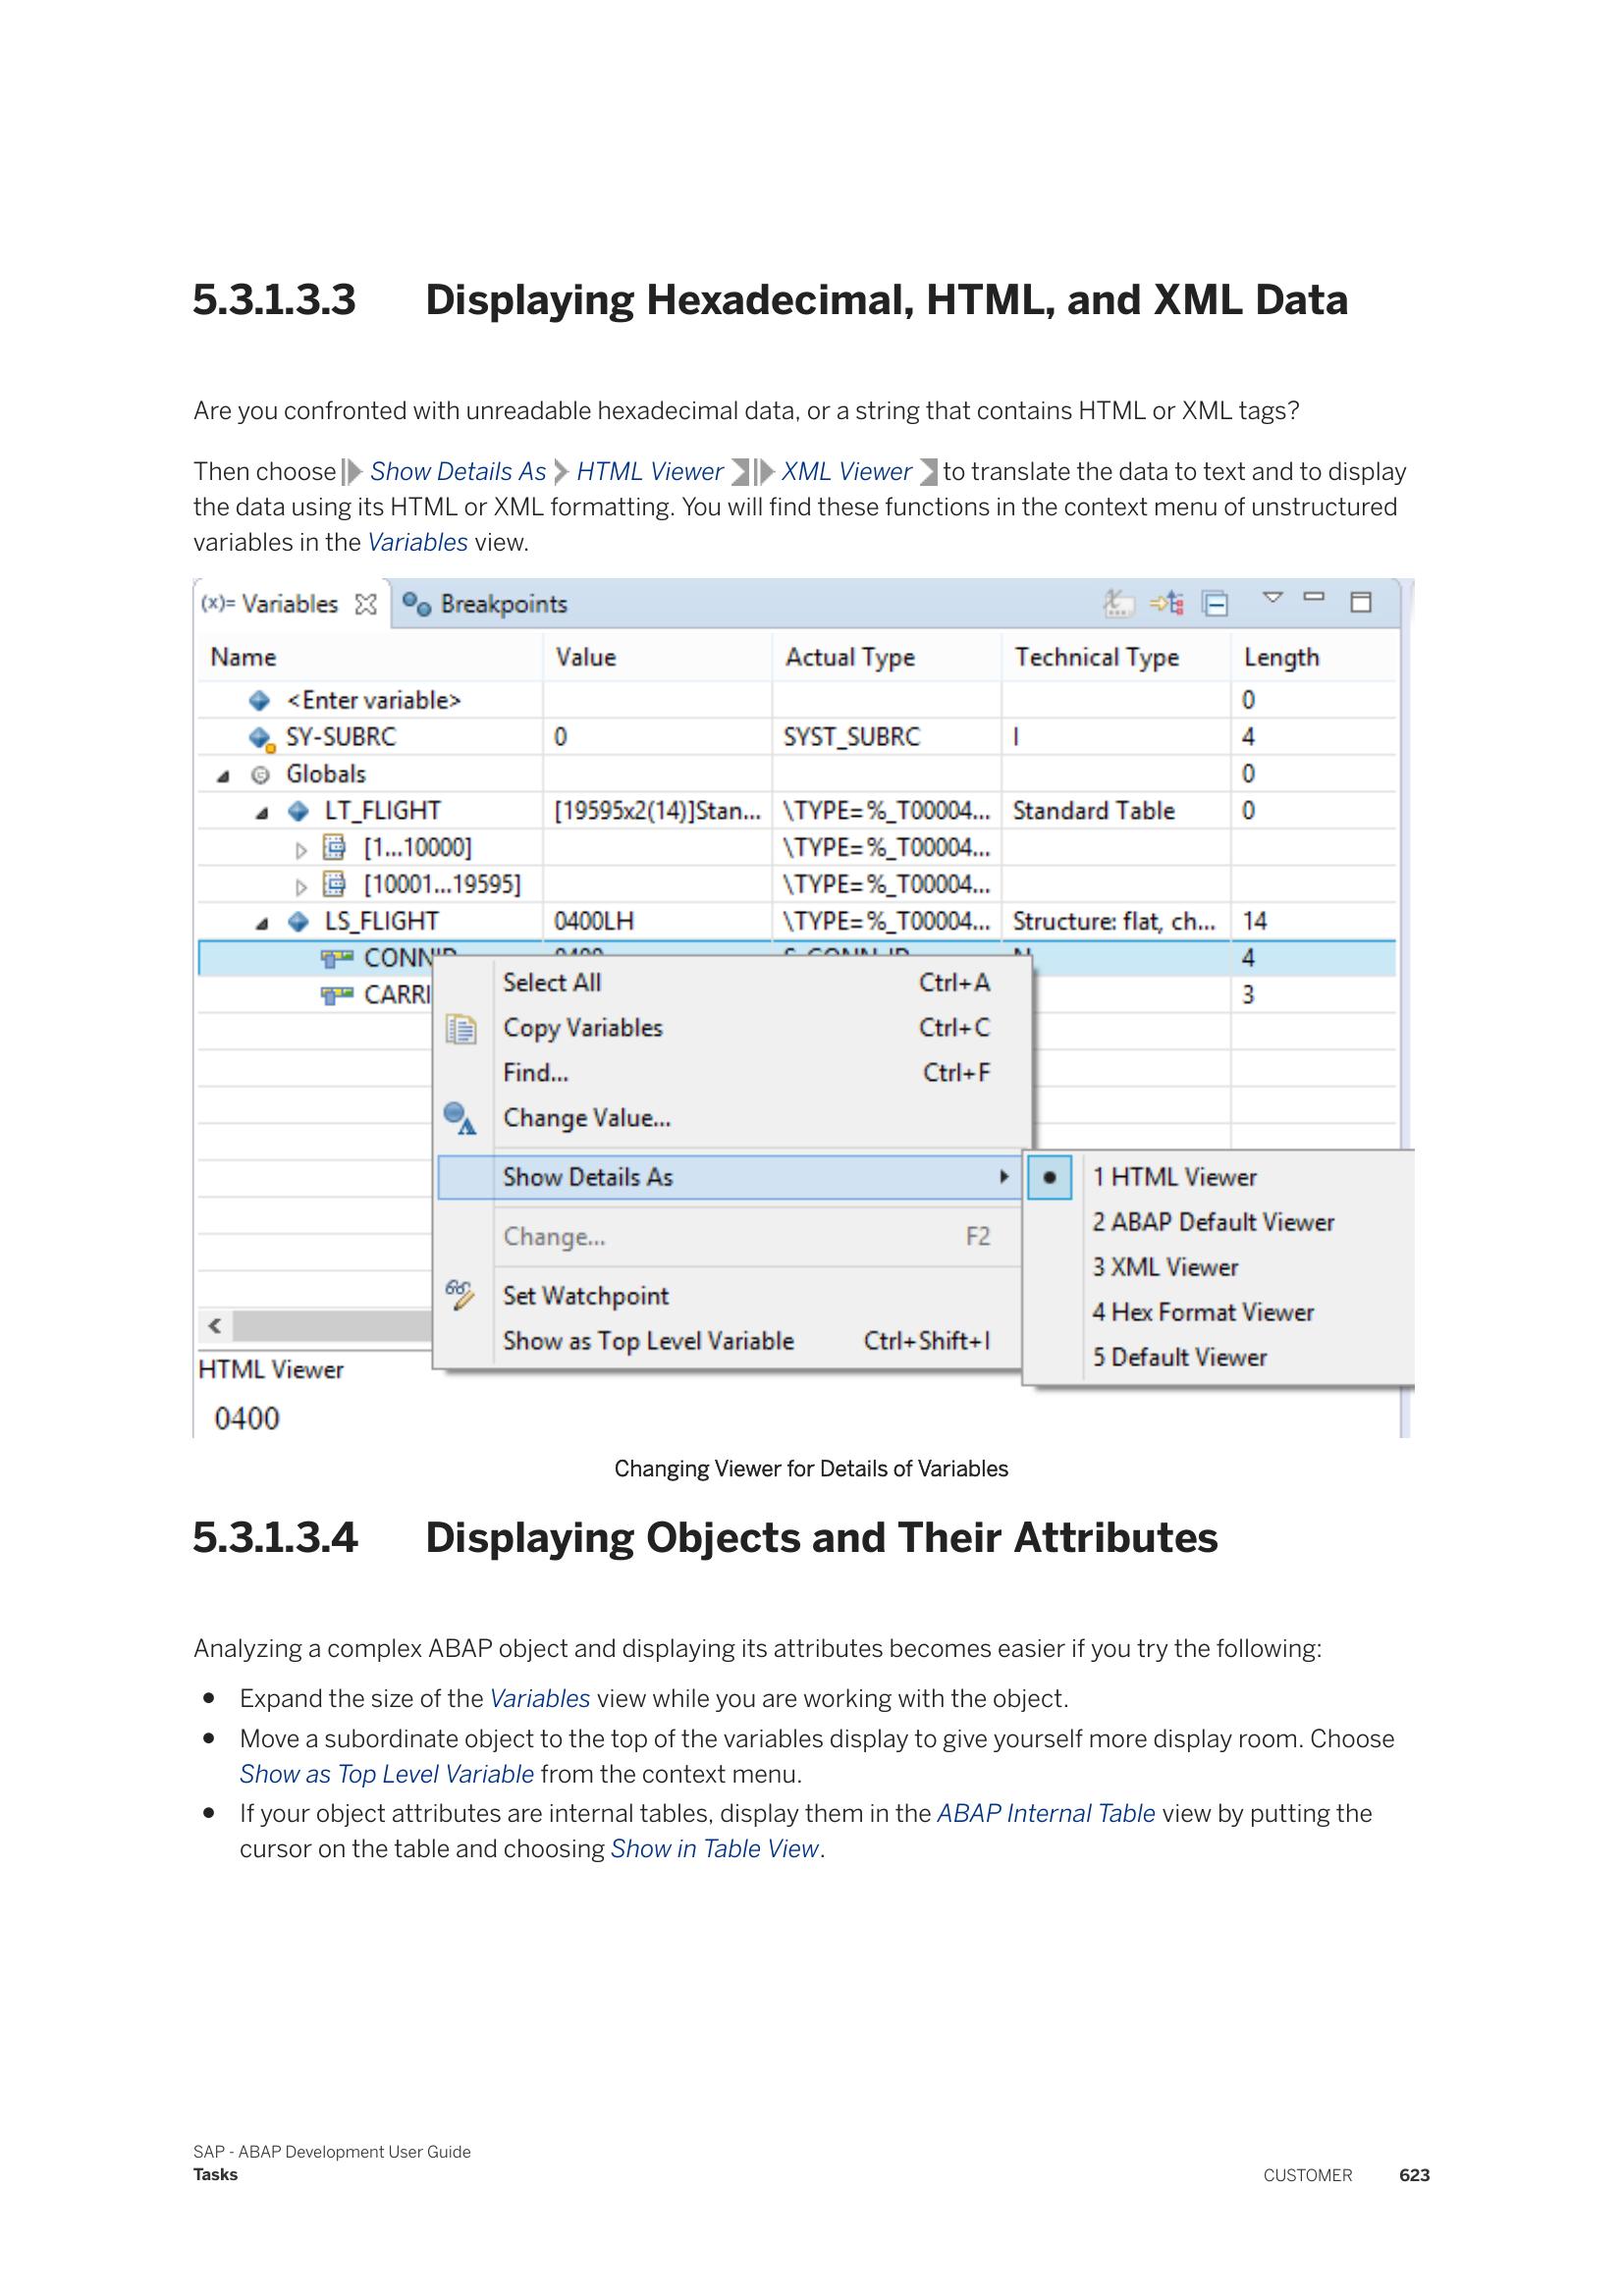 5.3.1.3.3 Displaying Hexadecimal, HTML, and XML Data
Are you confronted with unreadable hexadecimal data, or a string that contains HTML or XML tags?
Then choose Show Details As HTML Viewer XML Viewer to translate the data to text and to display
the data using its HTML or XML formatting. You will find these functions in the context menu of unstructured
variables in the Variables view.
(x)= Variables Breakpoints
Name Value Actual Type Technical Type Length
<Enter variable> 0
SY-SUBRC 0 SYST_SUBRC I 4
Globals 0
LT_FLIGHT [19595x2(14)]Stan... \TYPE=%_T00004... Standard Table 0
[1...10000] \TYPE=%_T00004...
[10001...19595] \TYPE=%_T00004...
LS_FLIGHT 0400LH \TYPE=%_T00004... Structure: flat, ch... 14
4
CARRI 3
Select All Ctrl+A
Copy Variables Ctrl+C
Find... Ctrl+F
Change Value...
Show Details As
Change... F2
Set Watchpoint
Show as Top Level Variable Ctrl+Shift+I
1 HTML Viewer
2 ABAP Default Viewer
3 XML Viewer
4 Hex Format Viewer
5 Default Viewer
HTML Viewer
0400
Changing Viewer for Details of Variables
5.3.1.3.4 Displaying Objects and Their Attributes
Analyzing a complex ABAP object and displaying its attributes becomes easier if you try the following:
• Expand the size of the Variables view while you are working with the object.
• Move a subordinate object to the top of the variables display to give yourself more display room. Choose
Show as Top Level Variable from the context menu.
• If your object attributes are internal tables, display them in the ABAP Internal Table view by putting the
cursor on the table and choosing Show in Table View.
SAP - ABAP Development User Guide
Tasks CUSTOMER 623